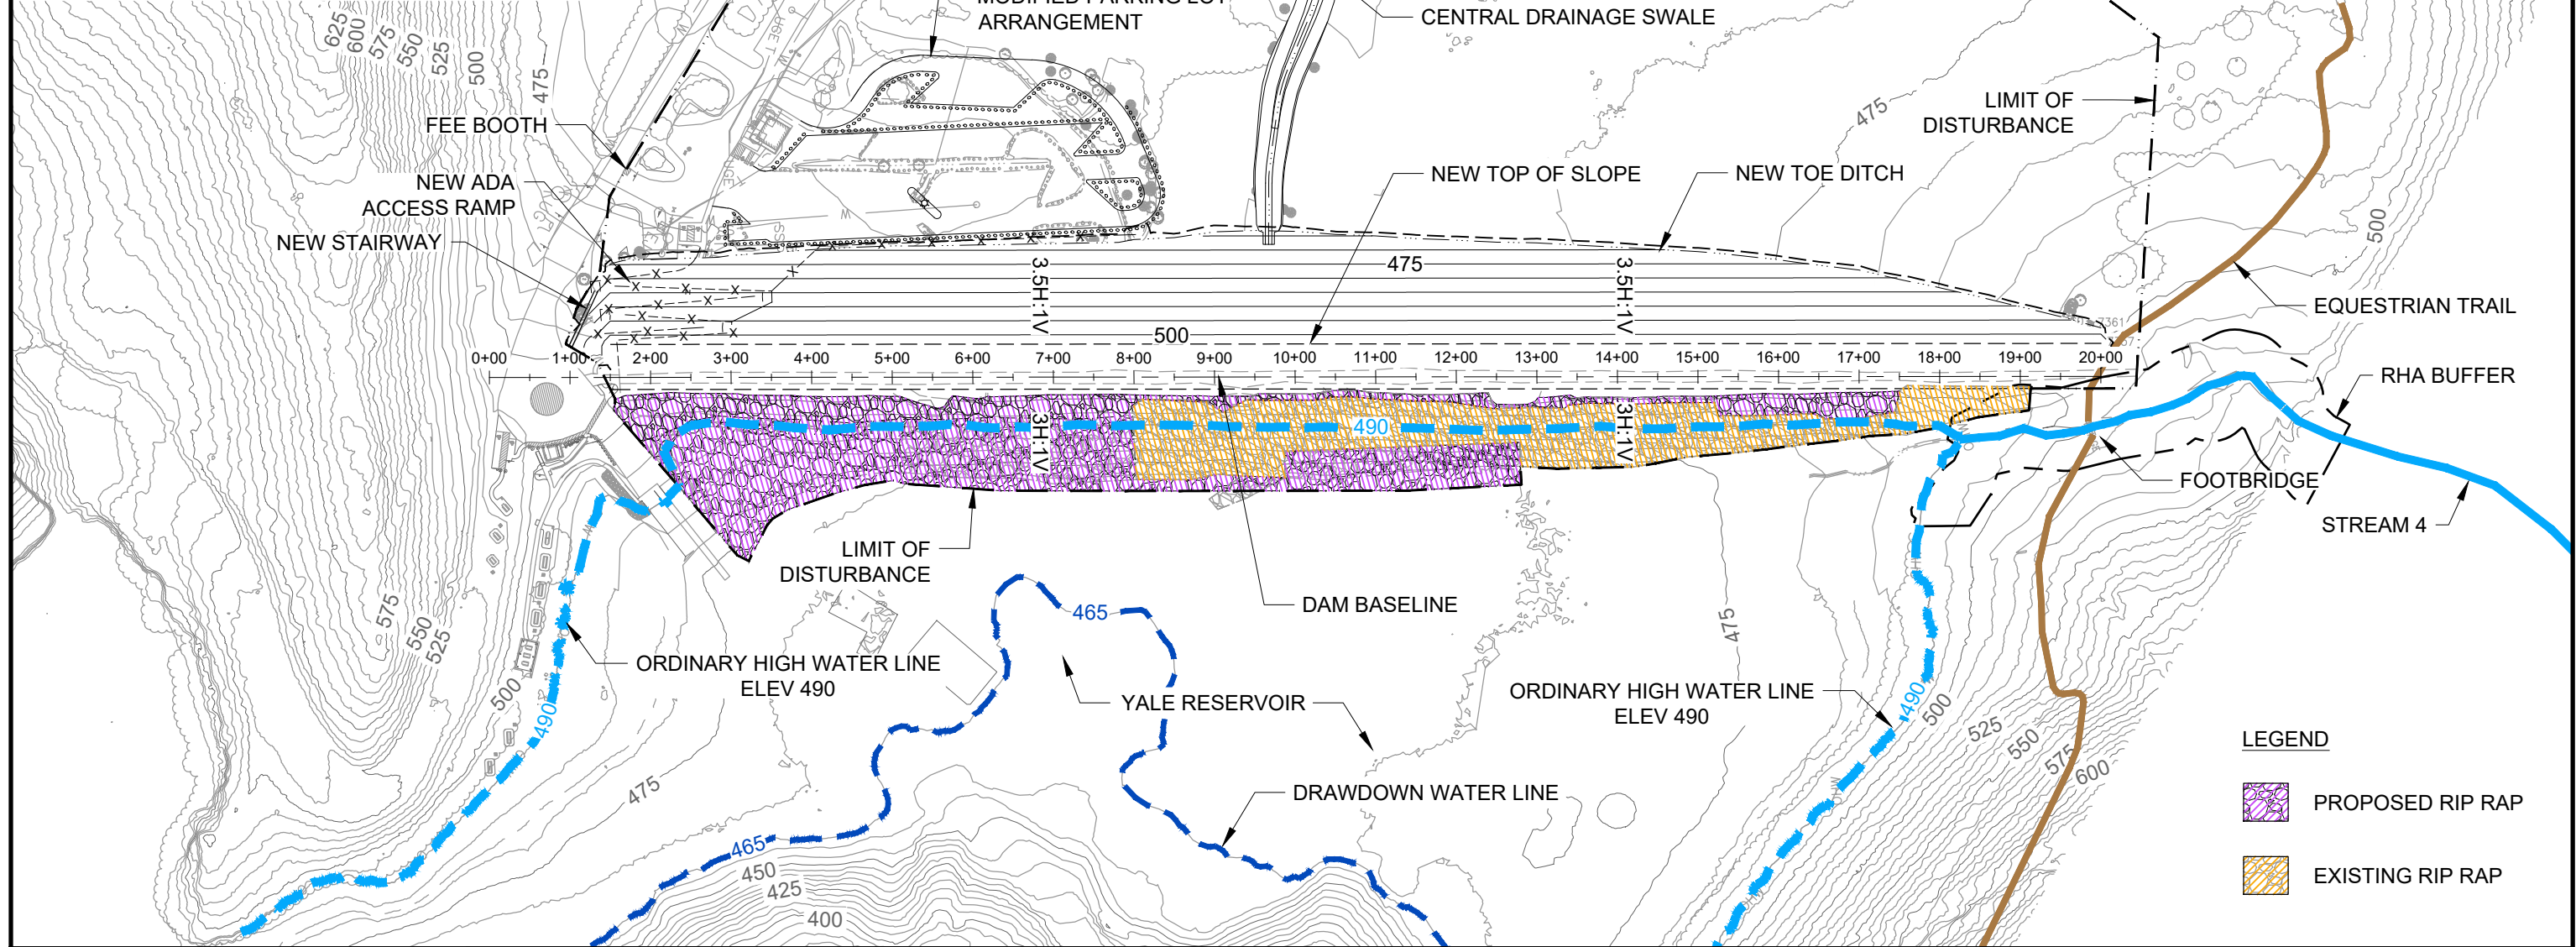 MODIFIED PARKING LOT
ARRANGEMENT
CENTRAL DRAINAGE SWALE
625
600
575
550
525
500
475
FEE BOOTH
LIMIT OF
DISTURBANCE
475
NEW ADA
ACCESS RAMP
NEW TOP OF SLOPE
NEW TOE DITCH
NEW STAIRWAY
500
3.5H:1V
475
3.5H:1V
EQUESTRIAN TRAIL
500
0+00 1+00 2+00 3+00 4+00 5+00 6+00 7+00 8+00 9+00 10+00 11+00 12+00 13+00 14+00 15+00 16+00 17+00 18+00 19+00 20+00
RHA BUFFER
3H:1V
490
3H:1V
FOOTBRIDGE
STREAM 4
LIMIT OF
DISTURBANCE
575
550
525
500
490
DAM BASELINE
465
475
ORDINARY HIGH WATER LINE
ELEV 490
YALE RESERVOIR
ORDINARY HIGH WATER LINE
ELEV 490
490
500
525
550
575
600
475
DRAWDOWN WATER LINE
465
450
425
400
LEGEND
PROPOSED RIP RAP
EXISTING RIP RAP